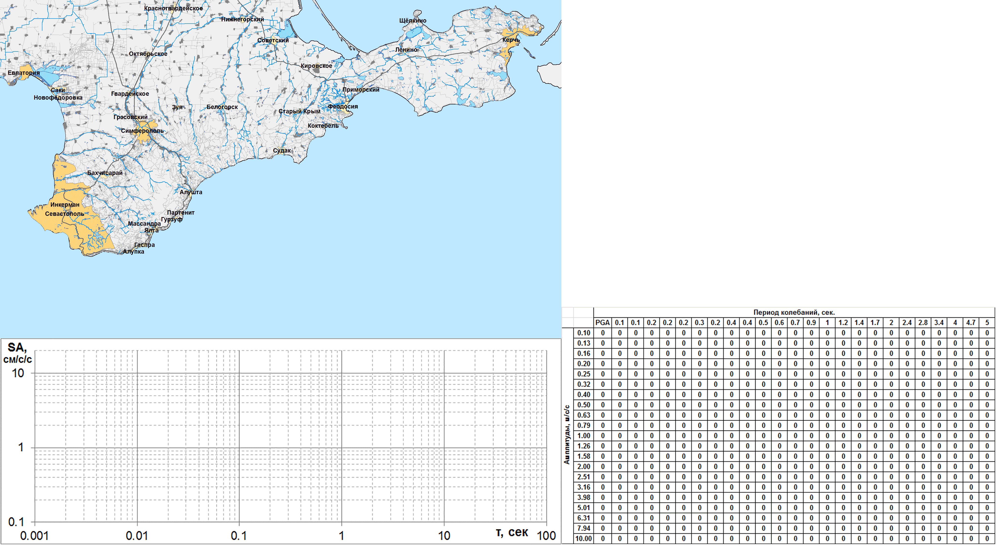 Красногвардейское
Нижнегорский
Щёлкино
Советский
Керчь
Ленино
Октябрьское
Кировское
Евпатория
Саки
Приморский
Гвардейское
Новофёдоровка
Зуя
Белогорск
Феодосия
Старый Крым
Грэсовский
Коктебель
Симферополь
Судак
Бахчисарай
Алушта
Инкерман
Севастополь
Партенит
Гурзуф
Массандра
Ялта
Гаспра
Алупка
SA,
см/с/с
10
1
0.1
0.001 0.01 0.1 1 10 100
т, сек
Период колебаний, сек.
PGA 0.1 0.1 0.2 0.2 0.2 0.3 0.2 0.4 0.4 0.5 0.6 0.7 0.9 1 1.2 1.4 1.7 2 2.4 2.8 3.4 4 4.7 5
Амплитуды, м/с/с
0.10 0 0 0 0 0 0 0 0 0 0 0 0 0 0 0 0 0 0 0 0 0 0 0 0 0
0.13 0 0 0 0 0 0 0 0 0 0 0 0 0 0 0 0 0 0 0 0 0 0 0 0 0
0.16 0 0 0 0 0 0 0 0 0 0 0 0 0 0 0 0 0 0 0 0 0 0 0 0 0
0.20 0 0 0 0 0 0 0 0 0 0 0 0 0 0 0 0 0 0 0 0 0 0 0 0 0
0.25 0 0 0 0 0 0 0 0 0 0 0 0 0 0 0 0 0 0 0 0 0 0 0 0 0
0.32 0 0 0 0 0 0 0 0 0 0 0 0 0 0 0 0 0 0 0 0 0 0 0 0 0
0.40 0 0 0 0 0 0 0 0 0 0 0 0 0 0 0 0 0 0 0 0 0 0 0 0 0
0.50 0 0 0 0 0 0 0 0 0 0 0 0 0 0 0 0 0 0 0 0 0 0 0 0 0
0.63 0 0 0 0 0 0 0 0 0 0 0 0 0 0 0 0 0 0 0 0 0 0 0 0 0
0.79 0 0 0 0 0 0 0 0 0 0 0 0 0 0 0 0 0 0 0 0 0 0 0 0 0
1.00 0 0 0 0 0 0 0 0 0 0 0 0 0 0 0 0 0 0 0 0 0 0 0 0 0
1.26 0 0 0 0 0 0 0 0 0 0 0 0 0 0 0 0 0 0 0 0 0 0 0 0 0
1.58 0 0 0 0 0 0 0 0 0 0 0 0 0 0 0 0 0 0 0 0 0 0 0 0 0
2.00 0 0 0 0 0 0 0 0 0 0 0 0 0 0 0 0 0 0 0 0 0 0 0 0 0
2.51 0 0 0 0 0 0 0 0 0 0 0 0 0 0 0 0 0 0 0 0 0 0 0 0 0
3.16 0 0 0 0 0 0 0 0 0 0 0 0 0 0 0 0 0 0 0 0 0 0 0 0 0
3.98 0 0 0 0 0 0 0 0 0 0 0 0 0 0 0 0 0 0 0 0 0 0 0 0 0
5.01 0 0 0 0 0 0 0 0 0 0 0 0 0 0 0 0 0 0 0 0 0 0 0 0 0
6.31 0 0 0 0 0 0 0 0 0 0 0 0 0 0 0 0 0 0 0 0 0 0 0 0 0
7.94 0 0 0 0 0 0 0 0 0 0 0 0 0 0 0 0 0 0 0 0 0 0 0 0 0
10.00 0 0 0 0 0 0 0 0 0 0 0 0 0 0 0 0 0 0 0 0 0 0 0 0 0